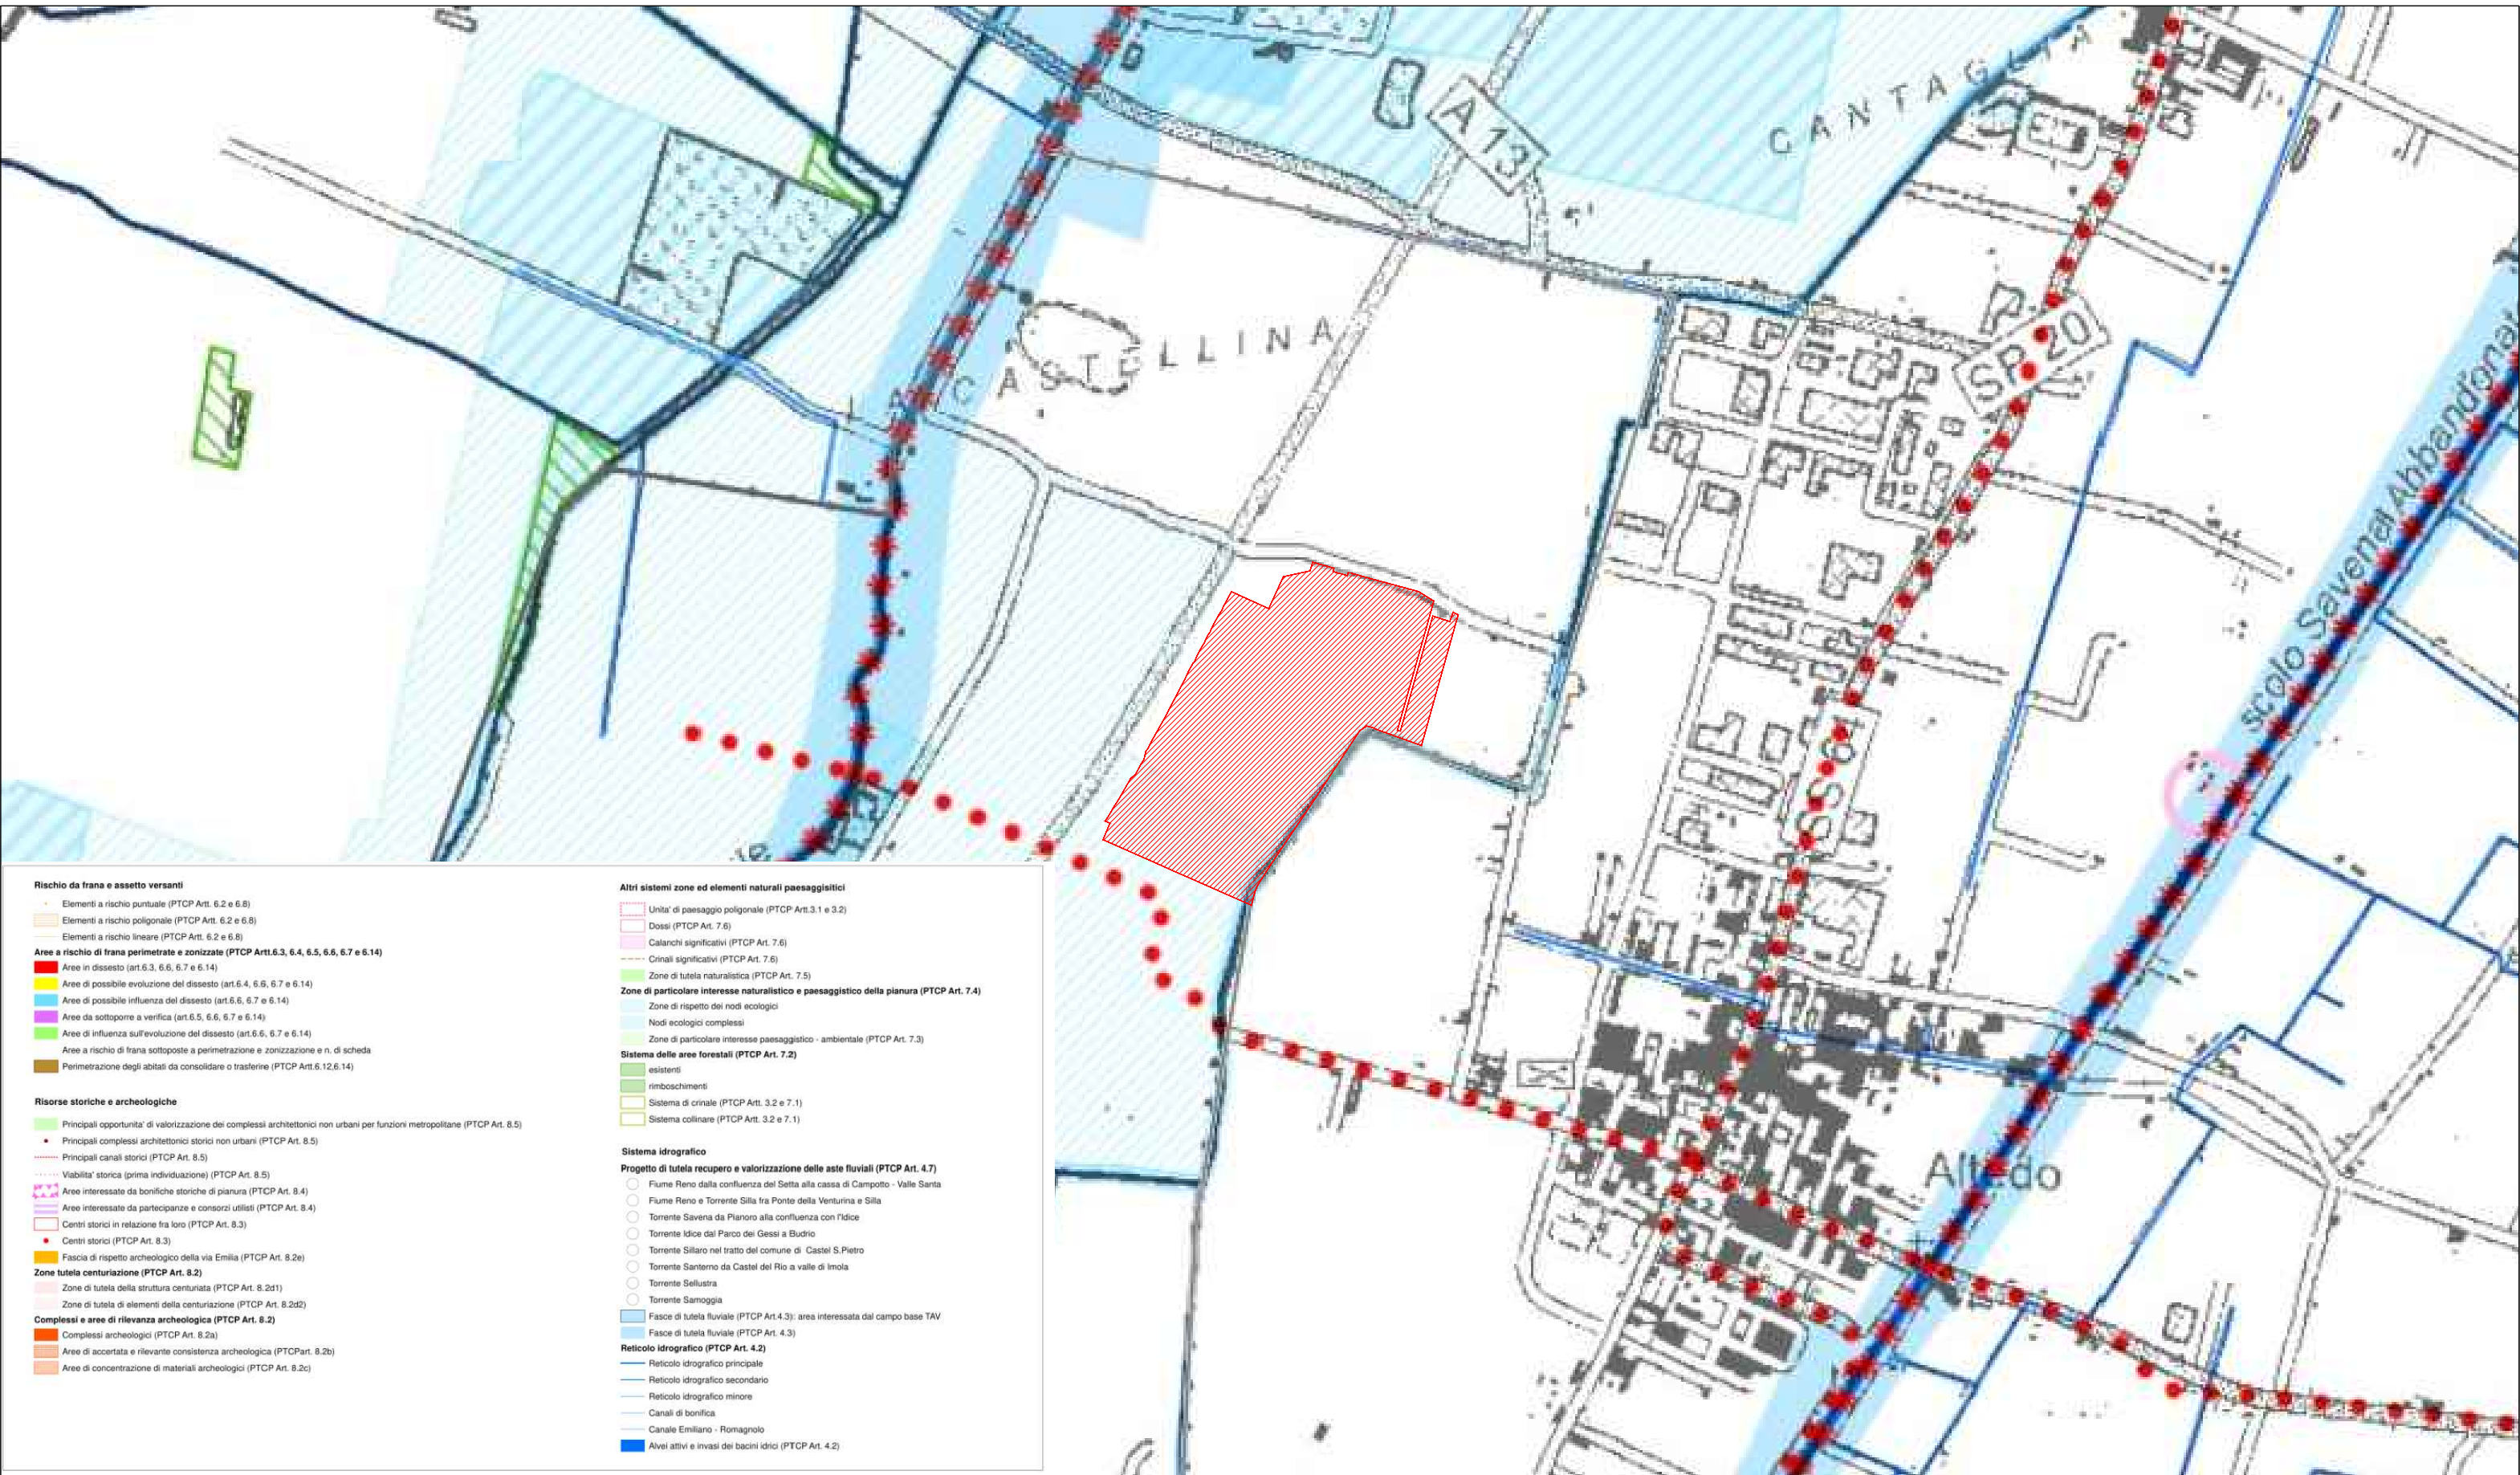 CANTAGLIA
A 13
LA CASTELLINA
SP 20
scolo Savena Abbandonat
SS 64
Altedo
Rischio da frana e assetto versanti
Elementi a rischio puntuale (PTCP Artt. 6.2 e 6.8)
Elementi a rischio poligonale (PTCP Artt. 6.2 e 6.8)
Elementi a rischio lineare (PTCP Artt. 6.2 e 6.8)
Aree a rischio di frana perimetrate e zonizzate (PTCP Artt.6.3, 6.4, 6.5, 6.6, 6.7 e 6.14)
Aree in dissesto (art.6.3, 6.6, 6.7 e 6.14)
Aree di possibile evoluzione del dissesto (art.6.4, 6.6, 6.7 e 6.14)
Aree di possibile influenza del dissesto (art.6.6, 6.7 e 6.14)
Aree da sottoporre a verifica (art.6.5, 6.6, 6.7 e 6.14)
Aree di influenza sull'evoluzione del dissesto (art.6.6, 6.7 e 6.14)
Aree a rischio di frana sottoposte a perimetrazione e zonizzazione e n. di scheda
Perimetrazione degli abitati da consolidare o trasferire (PTCP Artt.6.12,6.14)
Risorse storiche e archeologiche
Principali opportunita' di valorizzazione dei complessi architettonici non urbani per funzioni metropolitane (PTCP Art. 8.5)
Principali complessi architettonici storici non urbani (PTCP Art. 8.5)
Principali canali storici (PTCP Art. 8.5)
Viabilita' storica (prima individuazione) (PTCP Art. 8.5)
Aree interessate da bonifiche storiche di pianura (PTCP Art. 8.4)
Aree interessate da partecipanze e consorzi utilisti (PTCP Art. 8.4)
Centri storici in relazione fra loro (PTCP Art. 8.3)
Centri storici (PTCP Art. 8.3)
Fascia di rispetto archeologico della via Emilia (PTCP Art. 8.2e)
Zone tutela centuriazione (PTCP Art. 8.2)
Zone di tutela della struttura centuriata (PTCP Art. 8.2d1)
Zone di tutela di elementi della centuriazione (PTCP Art. 8.2d2)
Complessi e aree di rilevanza archeologica (PTCP Art. 8.2)
Complessi archeologici (PTCP Art. 8.2a)
Aree di accertata e rilevante consistenza archeologica (PTCPart. 8.2b)
Aree di concentrazione di materiali archeologici (PTCP Art. 8.2c)
Altri sistemi zone ed elementi naturali paesaggisitici
Unita' di paesaggio poligonale (PTCP Artt.3.1 e 3.2)
Dossi (PTCP Art. 7.6)
Calanchi significativi (PTCP Art. 7.6)
Crinali significativi (PTCP Art. 7.6)
Zone di tutela naturalistica (PTCP Art. 7.5)
Zone di particolare interesse naturalistico e paesaggistico della pianura (PTCP Art. 7.4)
Zone di rispetto dei nodi ecologici
Nodi ecologici complessi
Zone di particolare interesse paesaggistico - ambientale (PTCP Art. 7.3)
Sistema delle aree forestali (PTCP Art. 7.2)
esistenti
rimboschimenti
Sistema di crinale (PTCP Artt. 3.2 e 7.1)
Sistema collinare (PTCP Artt. 3.2 e 7.1)
Sistema idrografico
Progetto di tutela recupero e valorizzazione delle aste fluviali (PTCP Art. 4.7)
Fiume Reno dalla confluenza del Setta alla cassa di Campotto - Valle Santa
Fiume Reno e Torrente Silla fra Ponte della Venturina e Silla
Torrente Savena da Pianoro alla confluenza con l'Idice
Torrente Idice dal Parco dei Gessi a Budrio
Torrente Sillaro nel tratto del comune di Castel S.Pietro
Torrente Santerno da Castel del Rio a valle di Imola
Torrente Sellustra
Torrente Samoggia
Fasce di tutela fluviale (PTCP Art.4.3): area interessata dal campo base TAV
Fasce di tutela fluviale (PTCP Art. 4.3)
Reticolo idrografico (PTCP Art. 4.2)
Reticolo idrografico principale
Reticolo idrografico secondario
Reticolo idrografico minore
Canali di bonifica
Canale Emiliano - Romagnolo
Alvei attivi e invasi dei bacini idrici (PTCP Art. 4.2)